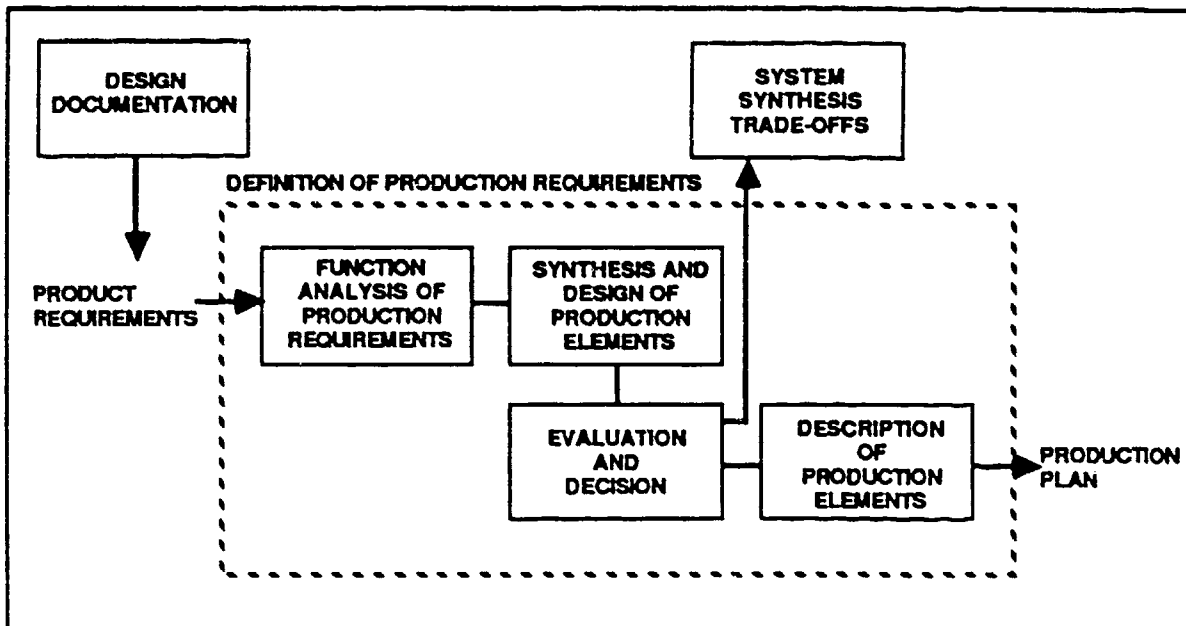 DESIGN
DOCUMENTATION
SYSTEM
SYNTHESIS
TRADE-OFFS
DEFINITION OF PRODUCTION REQUIREMENTS
PRODUCT
REQUIREMENTS
FUNCTION
ANALYSIS OF
PRODUCTION
REQUIREMENTS
SYNTHESIS AND
DESIGN OF
PRODUCTION
ELEMENTS
EVALUATION
AND
DECISION
DESCRIPTION
OF
PRODUCTION
ELEMENTS
PRODUCTION
PLAN